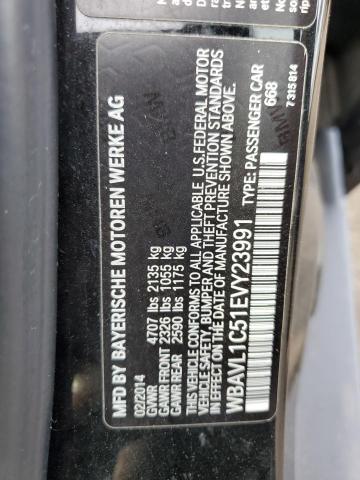 MFD BY BAYERISCHE MOTOREN WERKE AG
02/2014
GVWR 4707 lbs 2135 kg
GAWR FRONT 2326 lbs 1055 kg
GAWR REAR 2590 lbs 1175 kg
THIS VEHICLE CONFORMS TO ALL APPLICABLE U.S. FEDERAL MOTOR
VEHICLE SAFETY, BUMPER AND THEFT PREVENTION STANDARDS
IN EFFECT ON THE DATE OF MANUFACTURE SHOWN ABOVE.
WBAVL1C51EVY23991 TYPE: PASSENGER CAR
668
7 315 814